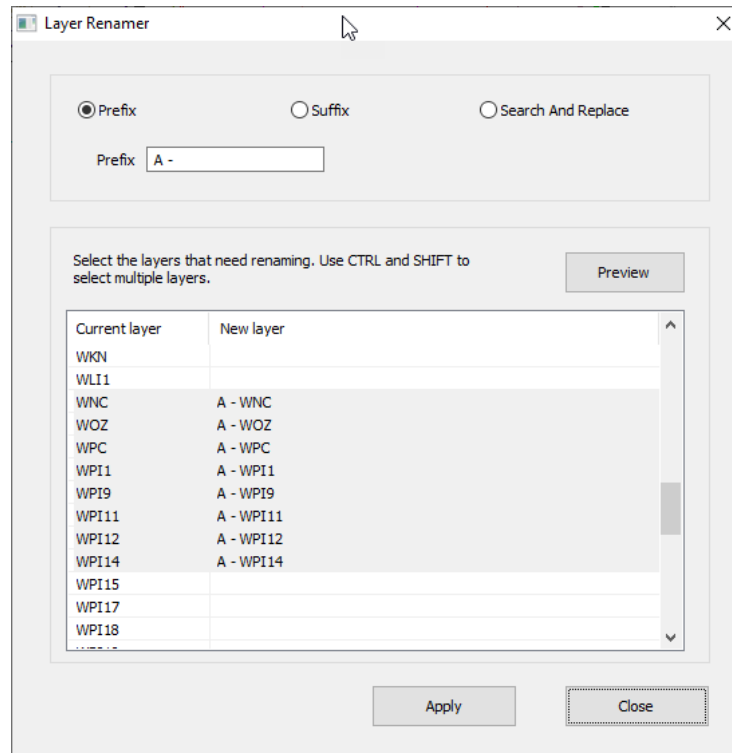 Layer Renamer
Prefix Suffix Search And Replace
Prefix A -
Select the layers that need renaming. Use CTRL and SHIFT to
select multiple layers.
Preview
Current layer New layer
WKN
WLI1
WNC A - WNC
WOZ A - WOZ
WPC A - WPC
WPI1 A - WPI1
WPI9 A - WPI9
WPI11 A - WPI11
WPI12 A - WPI12
WPI14 A - WPI14
WPI15
WPI17
WPI18
Apply Close